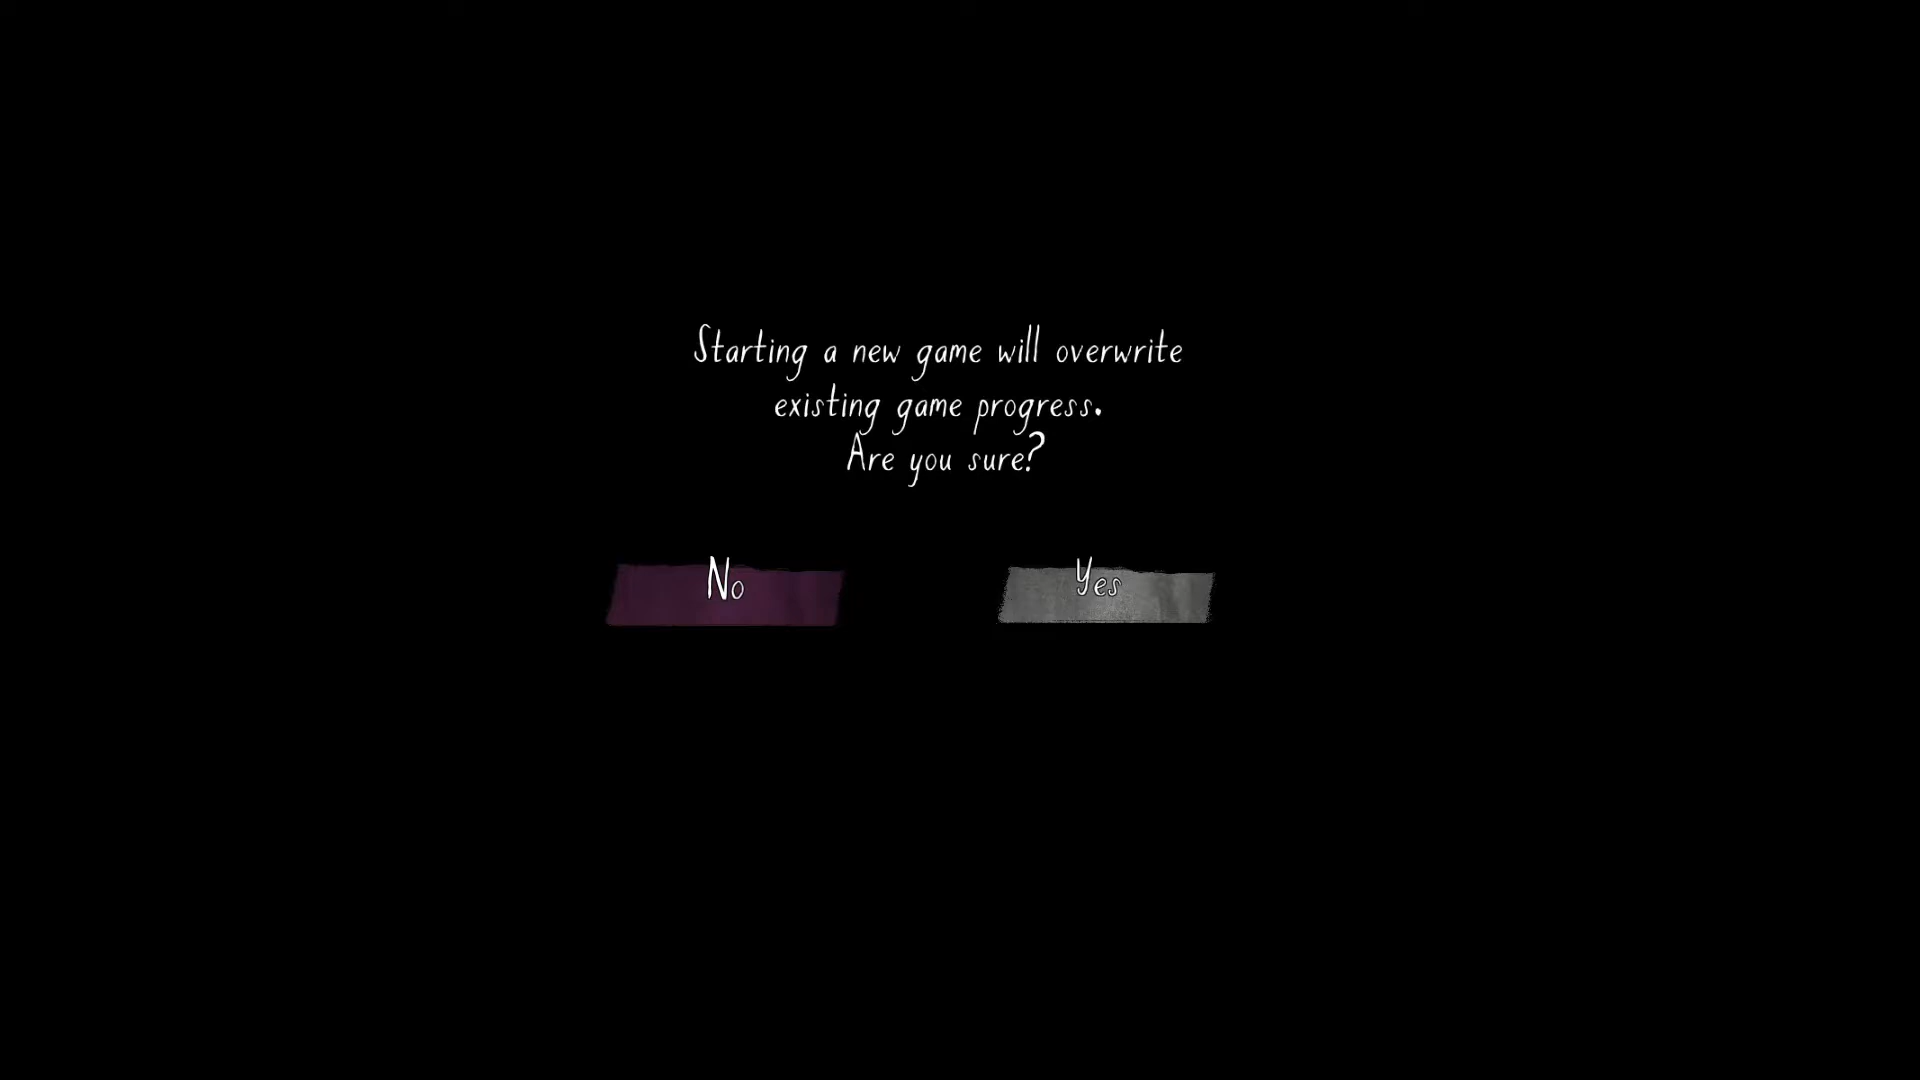 Starting a new game will overwrite
existing game progress.
Are you sure?
No
Yes